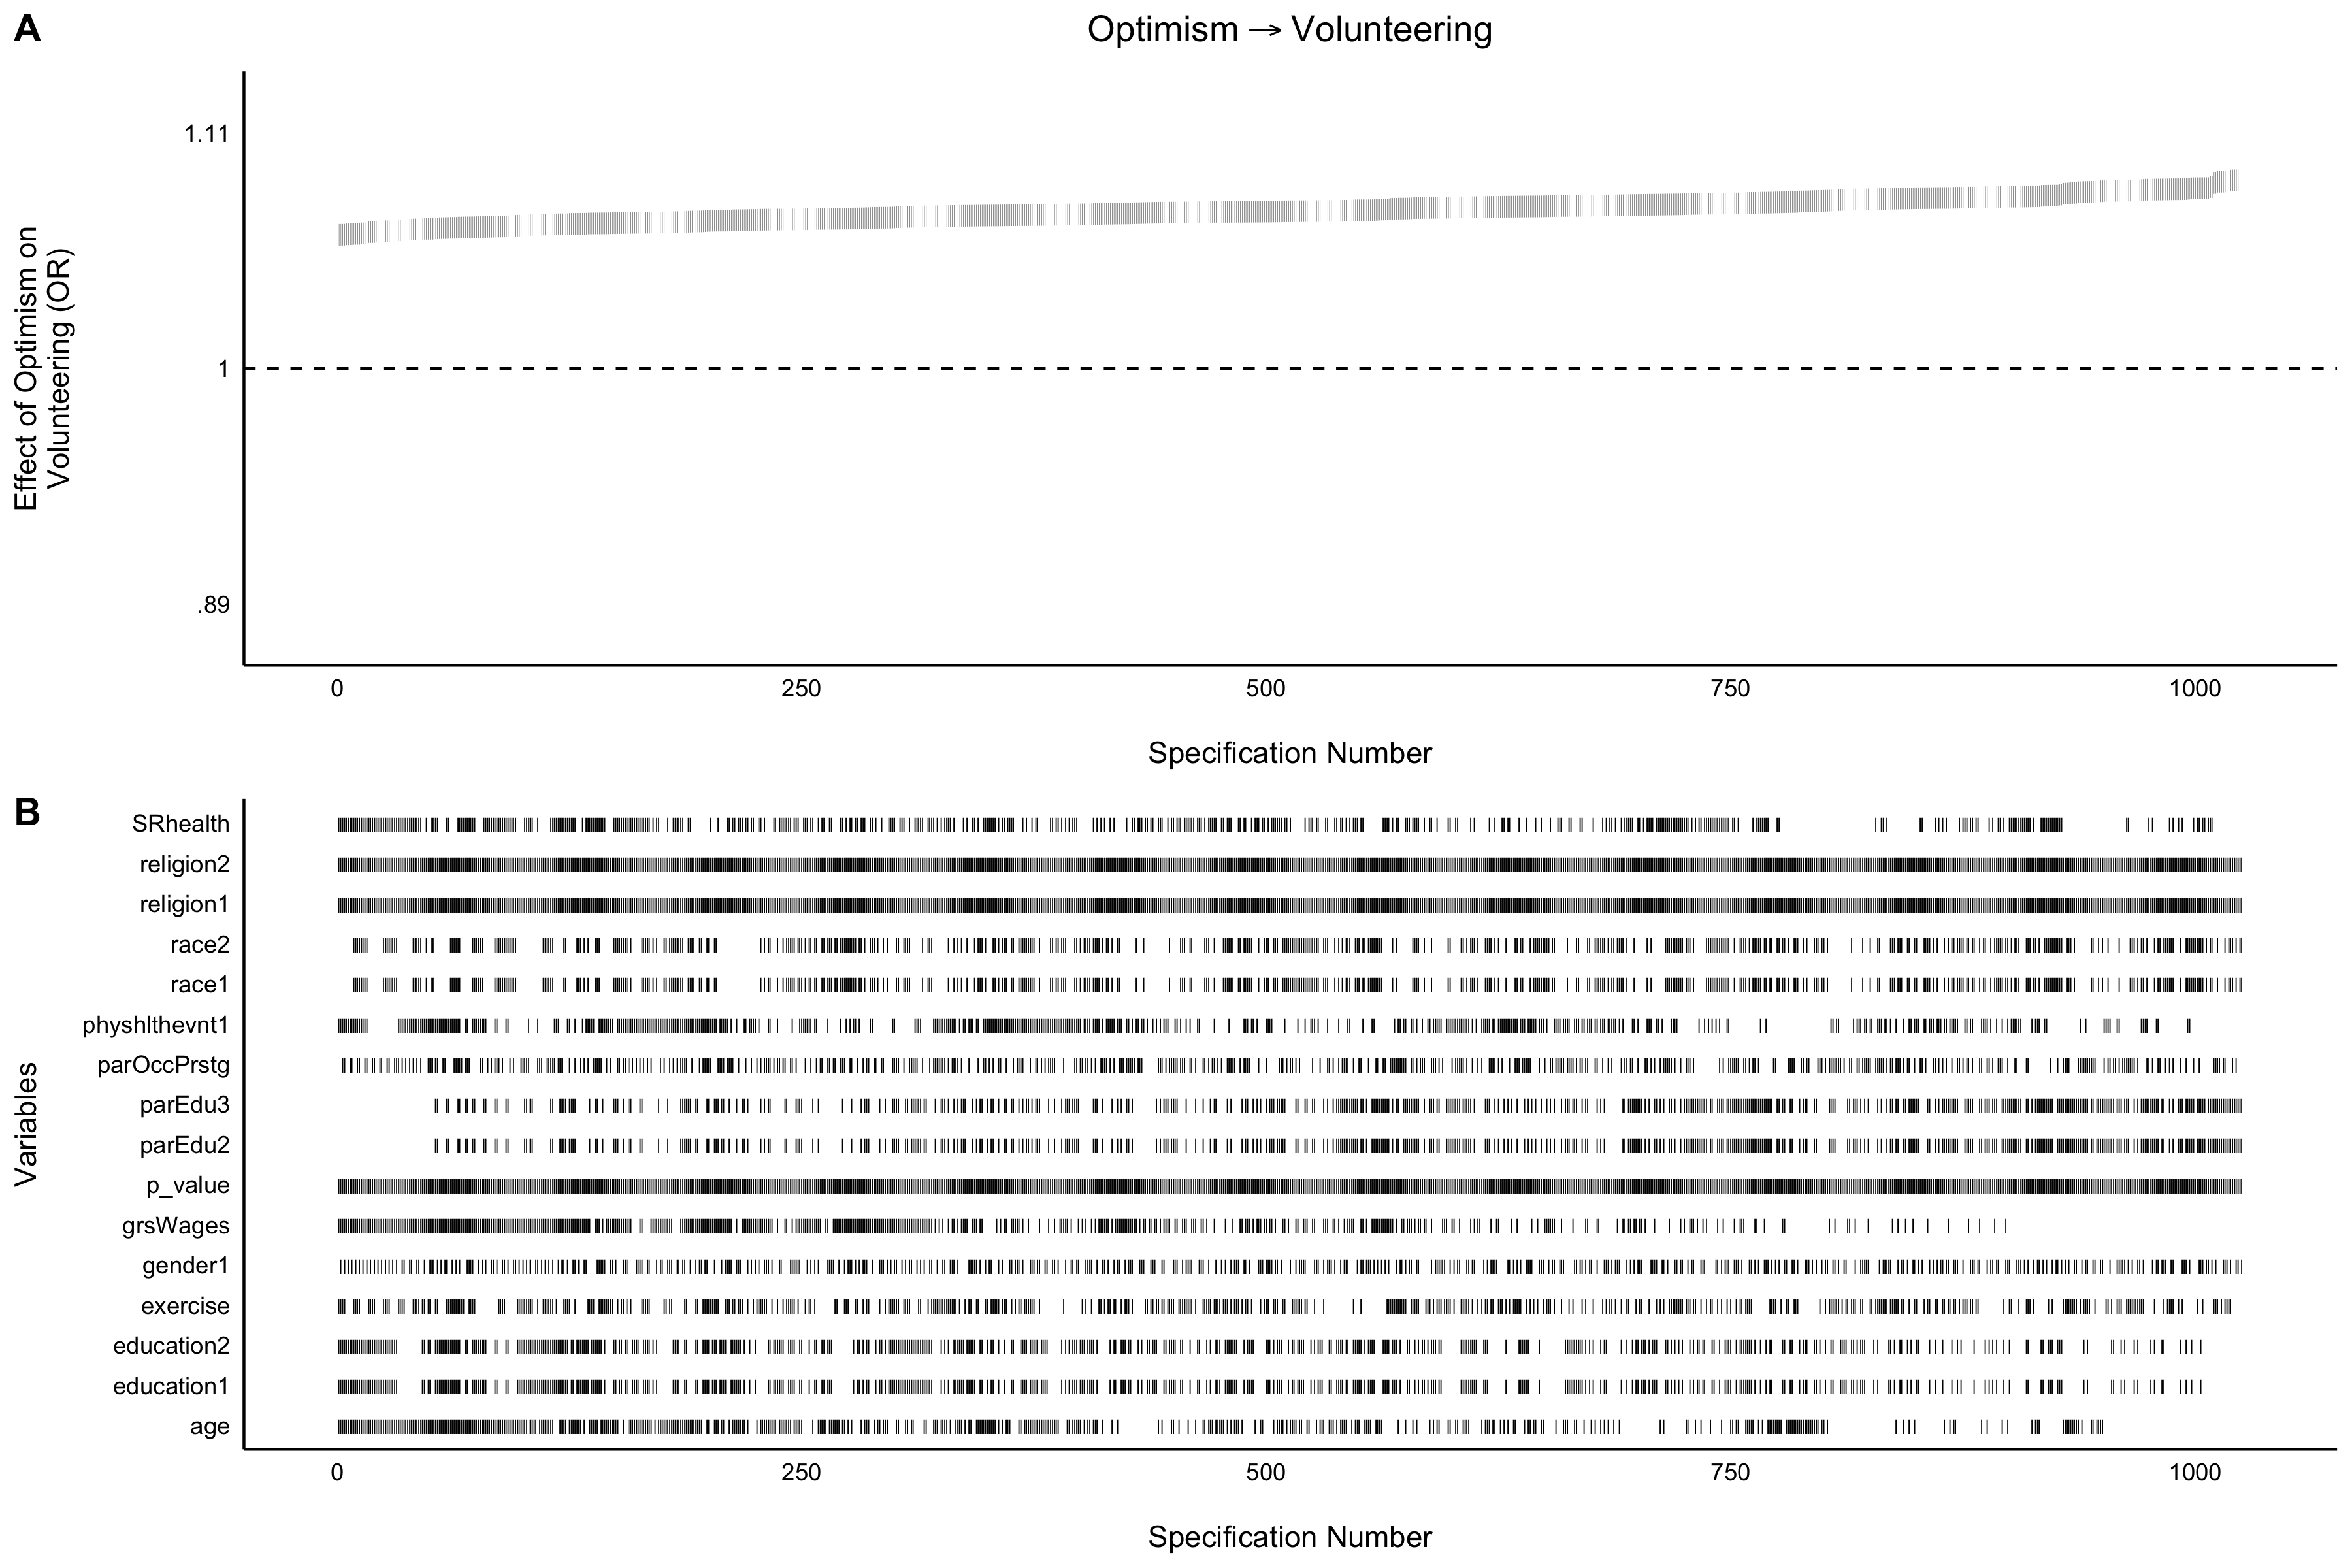 A
Optimism → Volunteering
Effect of Optimism on
Volunteering (OR)
1.11
1
.89
0 250 500 750 1000
Specification Number
B
Variables
SRhealth
religion2
religion1
race2
race1
physhlthevnt1
parOccPrstg
parEdu3
parEdu2
p_value
grsWages
gender1
exercise
education2
education1
age
0 250 500 750 1000
Specification Number